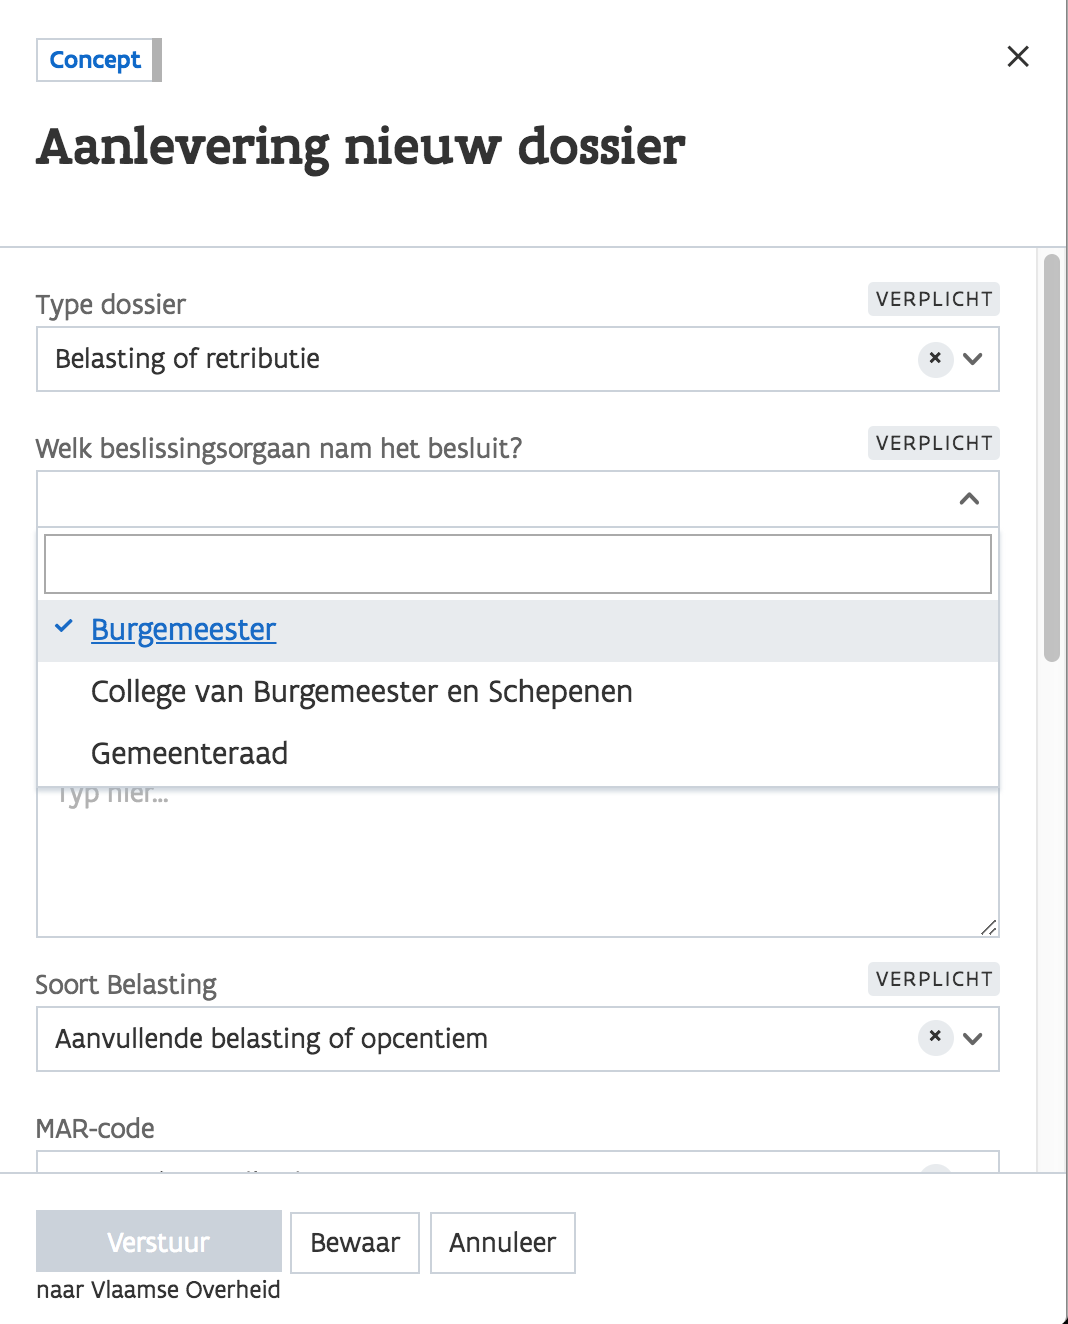 Concept
Aanlevering nieuw dossier
Type dossier
VERPLICHT
Belasting of retributie
Welk beslissingsorgaan nam het besluit?
VERPLICHT
Burgemeester
College van Burgemeester en Schepenen
Gemeenteraad
Typ hier...
Soort Belasting
VERPLICHT
Aanvullende belasting of opcentiem
MAR-code
Verstuur
Bewaar
Annuleer
naar Vlaamse Overheid